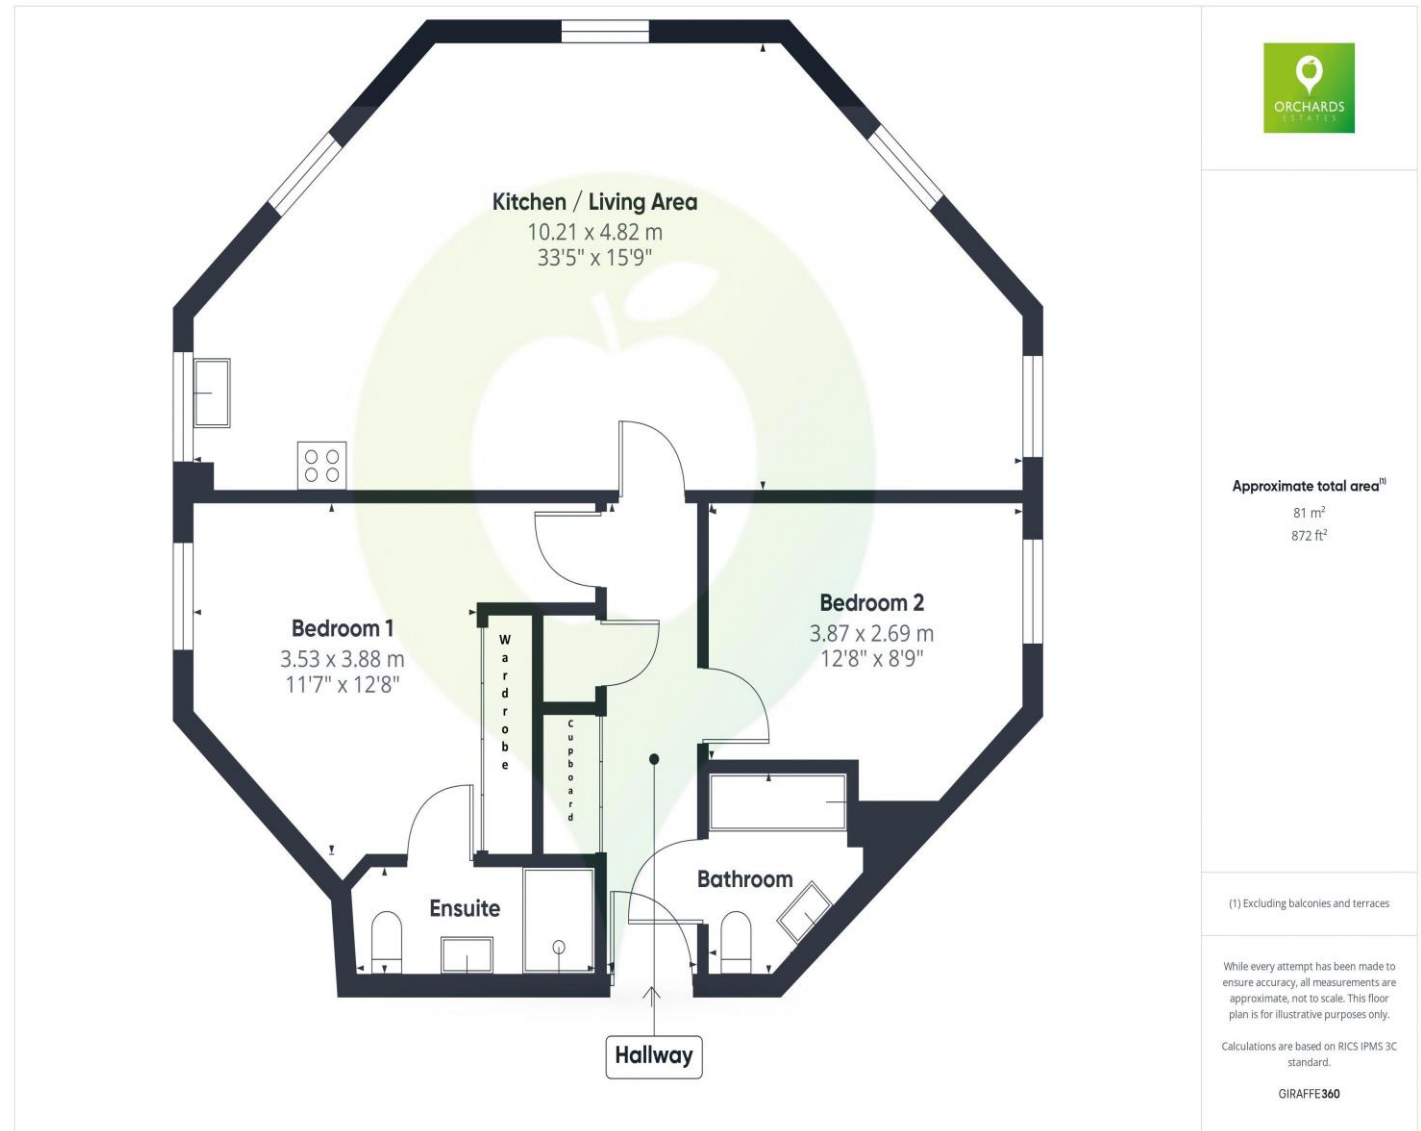 ORCHARDS
ESTATES
Kitchen / Living Area
10.21 x 4.82 m
33'5" x 15'9"
Bedroom 1
3.53 x 3.88 m
11'7" x 12'8"
Wardrobe
Cupboard
Bedroom 2
3.87 x 2.69 m
12'8" x 8'9"
Ensuite
Bathroom
Hallway
Approximate total area(1)
81 m²
872 ft²
(1) Excluding balconies and terraces
While every attempt has been made to
ensure accuracy, all measurements are
approximate, not to scale. This floor
plan is for illustrative purposes only.
Calculations are based on RICS IPMS 3C
standard.
GIRAFFE360